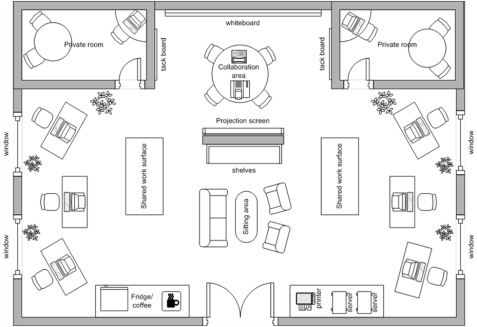 whiteboard
Private room
tack board
Collaboration
area
tack board
Private room
Projection screen
window
Shared work surface
shelves
Shared work surface
window
window
Sitting area
window
Fridge/
coffee
printer
server
server